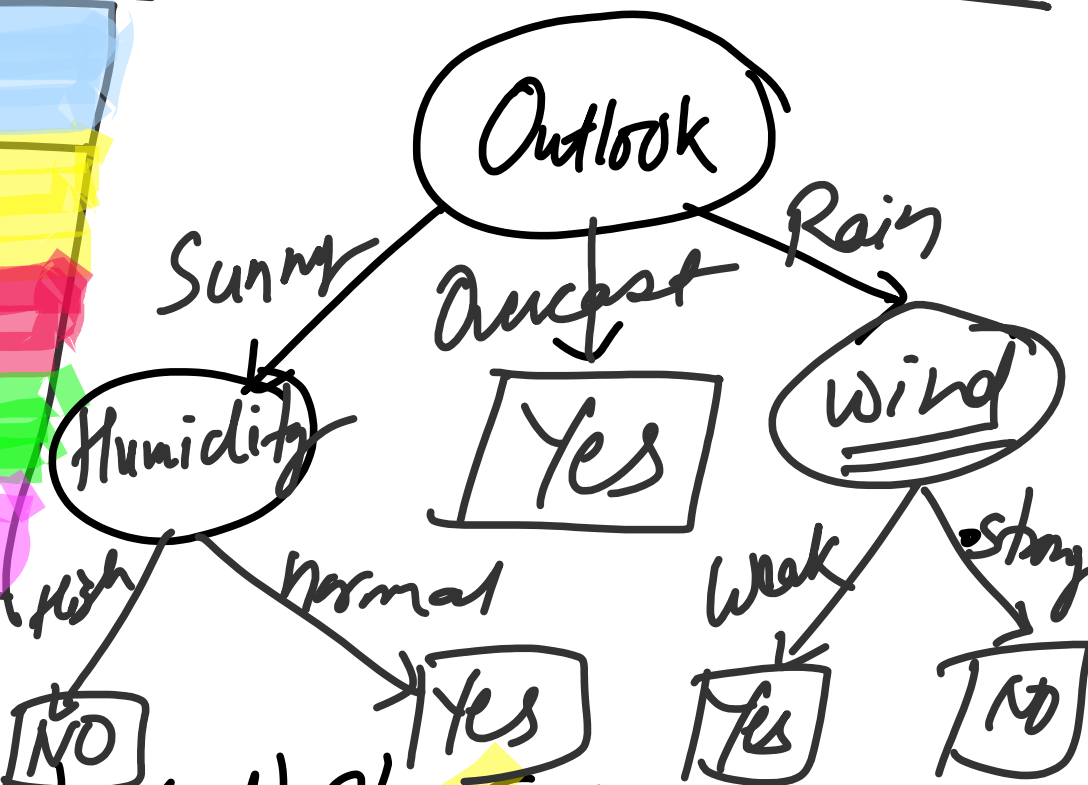 Outlook
Sunny
Overcast
Rain
Humidity
Yes
Wind
High
Normal
Weak
Strong
NO
Yes
Yes
NO